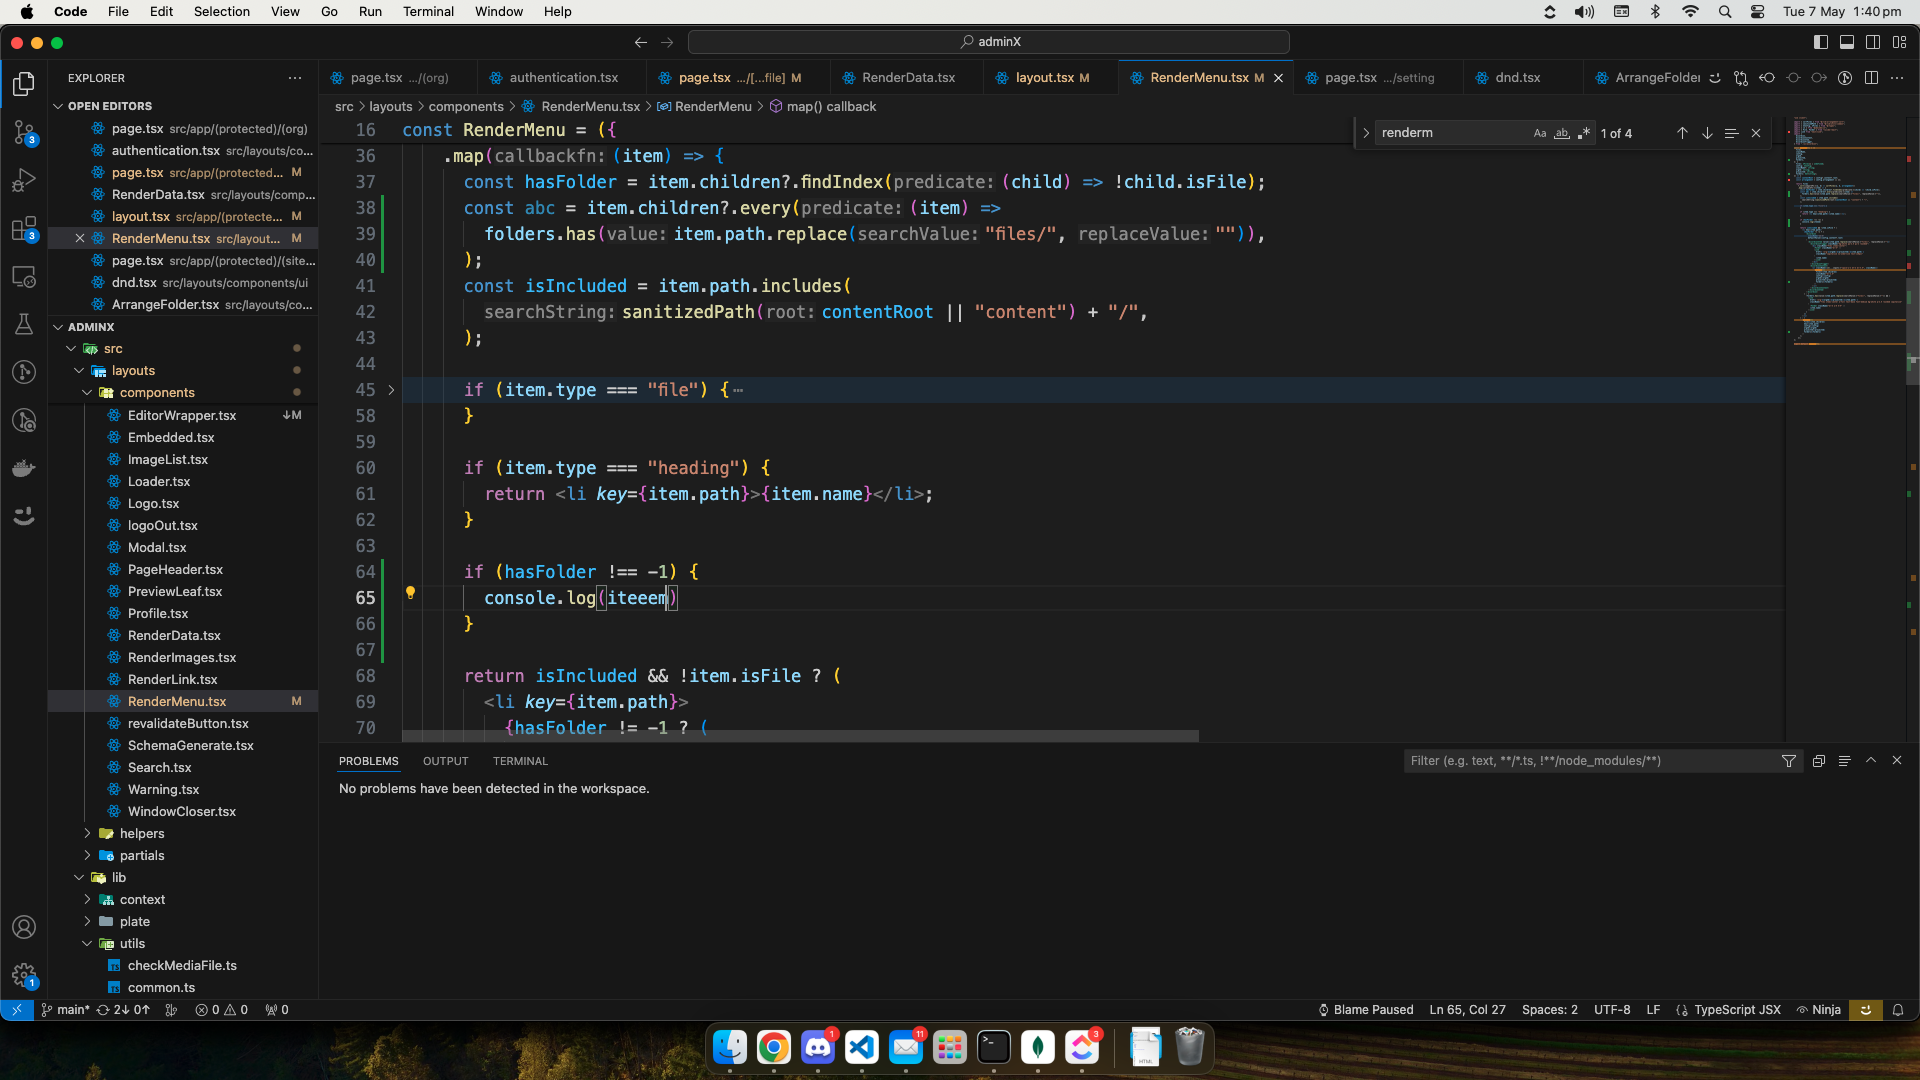 Code File Edit Selection View Go Run Terminal Window Help
Tue 7 May 1:40 pm
adminX
EXPLORER
OPEN EDITORS
page.tsx src/app/(protected)/(org)
authentication.tsx src/layouts/co...
page.tsx src/app/(protected)... M
RenderData.tsx src/layouts/comp...
layout.tsx src/app/(protecte... M
RenderMenu.tsx src/layout... M
page.tsx src/app/(protected)/(site...
dnd.tsx src/layouts/components/ui
ArrangeFolder.tsx src/layouts/co...
ADMINX
src
layouts
components
EditorWrapper.tsx ↓M
Embedded.tsx
ImageList.tsx
Loader.tsx
Logo.tsx
logoOut.tsx
Modal.tsx
PageHeader.tsx
PreviewLeaf.tsx
Profile.tsx
RenderData.tsx
RenderImages.tsx
RenderLink.tsx
RenderMenu.tsx M
revalidateButton.tsx
SchemaGenerate.tsx
Search.tsx
Warning.tsx
WindowCloser.tsx
helpers
partials
lib
context
plate
utils
checkMediaFile.ts
common.ts
3
3
1
page.tsx .../(org) authentication.tsx page.tsx .../[...file] M RenderData.tsx layout.tsx M RenderMenu.tsx M page.tsx .../setting dnd.tsx ArrangeFolder
src > layouts > components > RenderMenu.tsx > RenderMenu > map() callback
renderm Aa ab .* 1 of 4
16 const RenderMenu = ({
36 .map(callbackfn: (item) => {
37 const hasFolder = item.children?.findIndex(predicate: (child) => !child.isFile);
38 const abc = item.children?.every(predicate: (item) =>
39 folders.has(value: item.path.replace(searchValue: "files/", replaceValue: "")),
40 );
41 const isIncluded = item.path.includes(
42 searchString: sanitizedPath(root: contentRoot || "content") + "/",
43 );
44
45 if (item.type === "file") {⋯
58 }
59
60 if (item.type === "heading") {
61 return <li key={item.path}>{item.name}</li>;
62 }
63
64 if (hasFolder !== -1) {
65 console.log(iteeem)
66 }
67
68 return isIncluded && !item.isFile ? (
69 <li key={item.path}>
70 {hasFolder != -1 ? (
PROBLEMS OUTPUT TERMINAL
Filter (e.g. text, **/*.ts, !**/node_modules/**)
No problems have been detected in the workspace.
main* 2↓ 0↑ 0 0 0
Blame Paused Ln 65, Col 27 Spaces: 2 UTF-8 LF {} TypeScript JSX Ninja
1
11
3
HTML